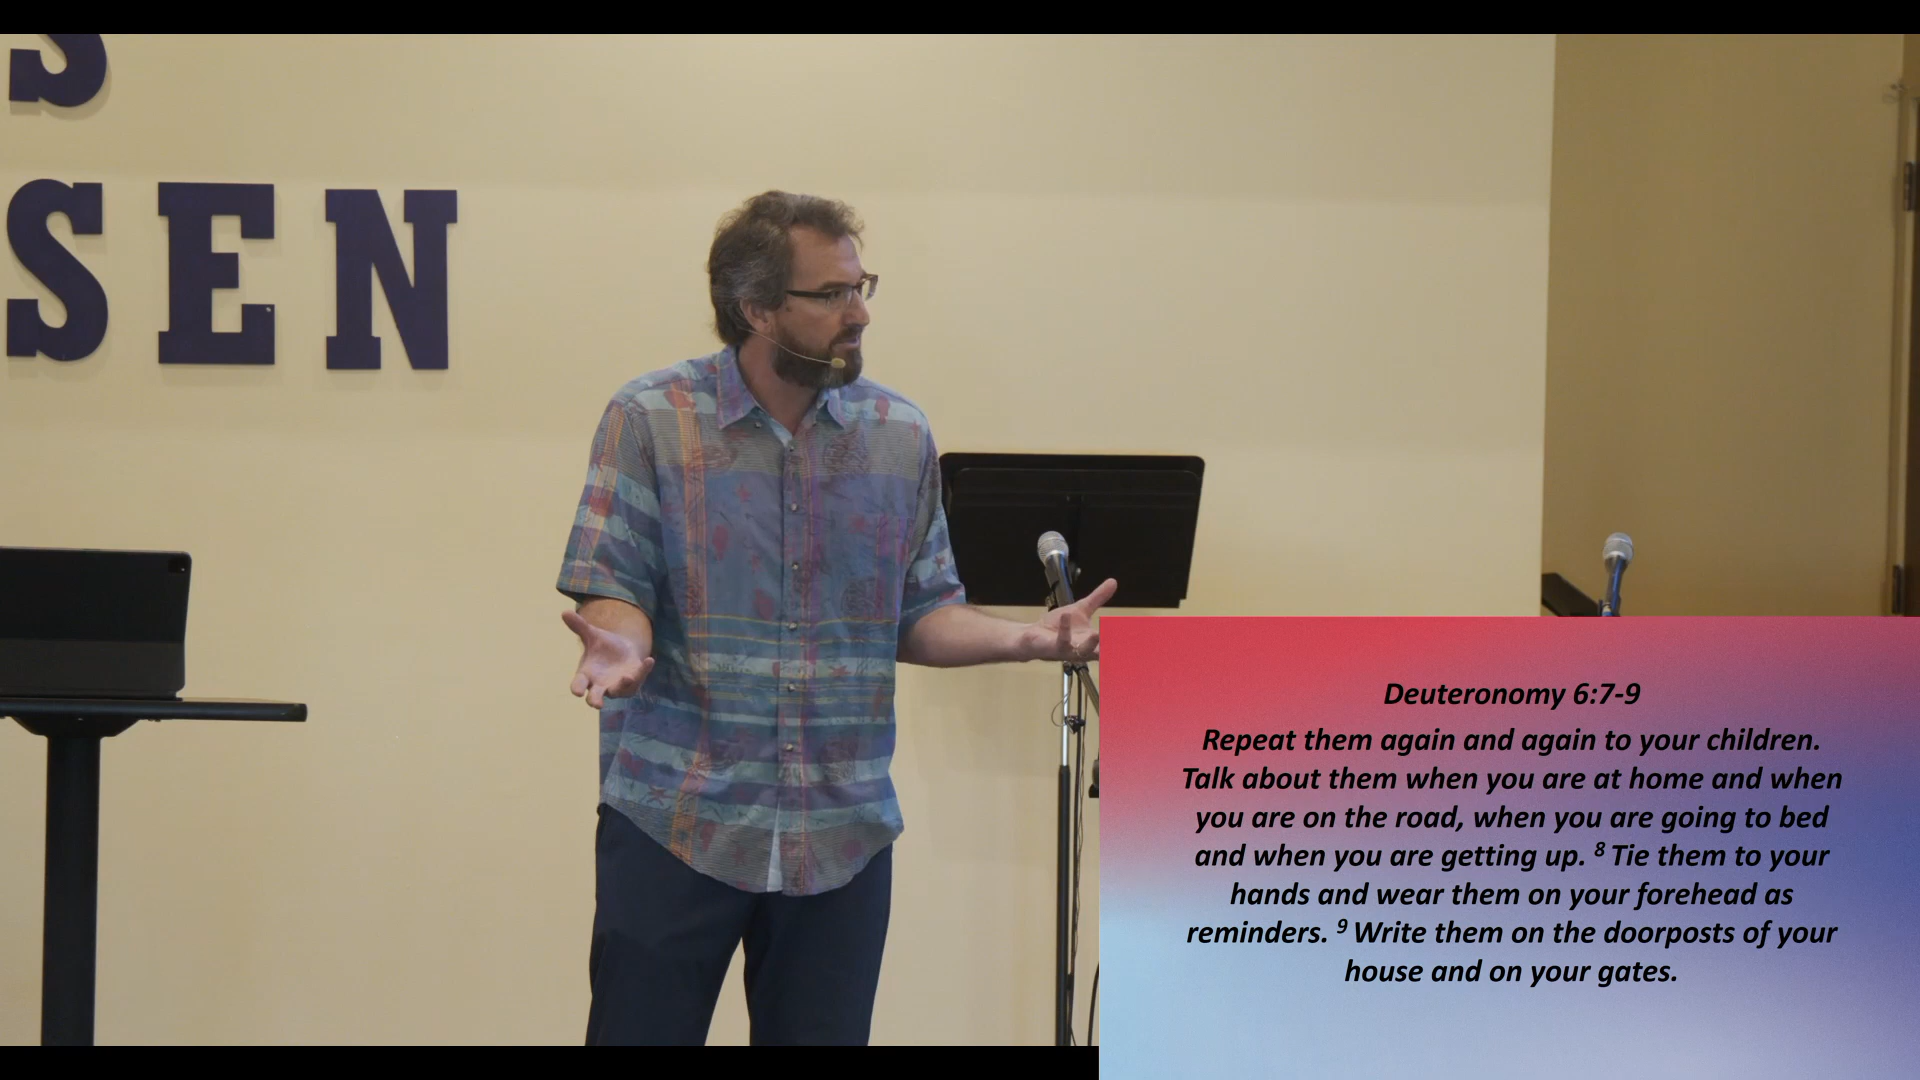 S
SEN
Deuteronomy 6:7-9
Repeat them again and again to your children.
Talk about them when you are at home and when
you are on the road, when you are going to bed
and when you are getting up. ⁸ Tie them to your
hands and wear them on your forehead as
reminders. ⁹ Write them on the doorposts of your
house and on your gates.